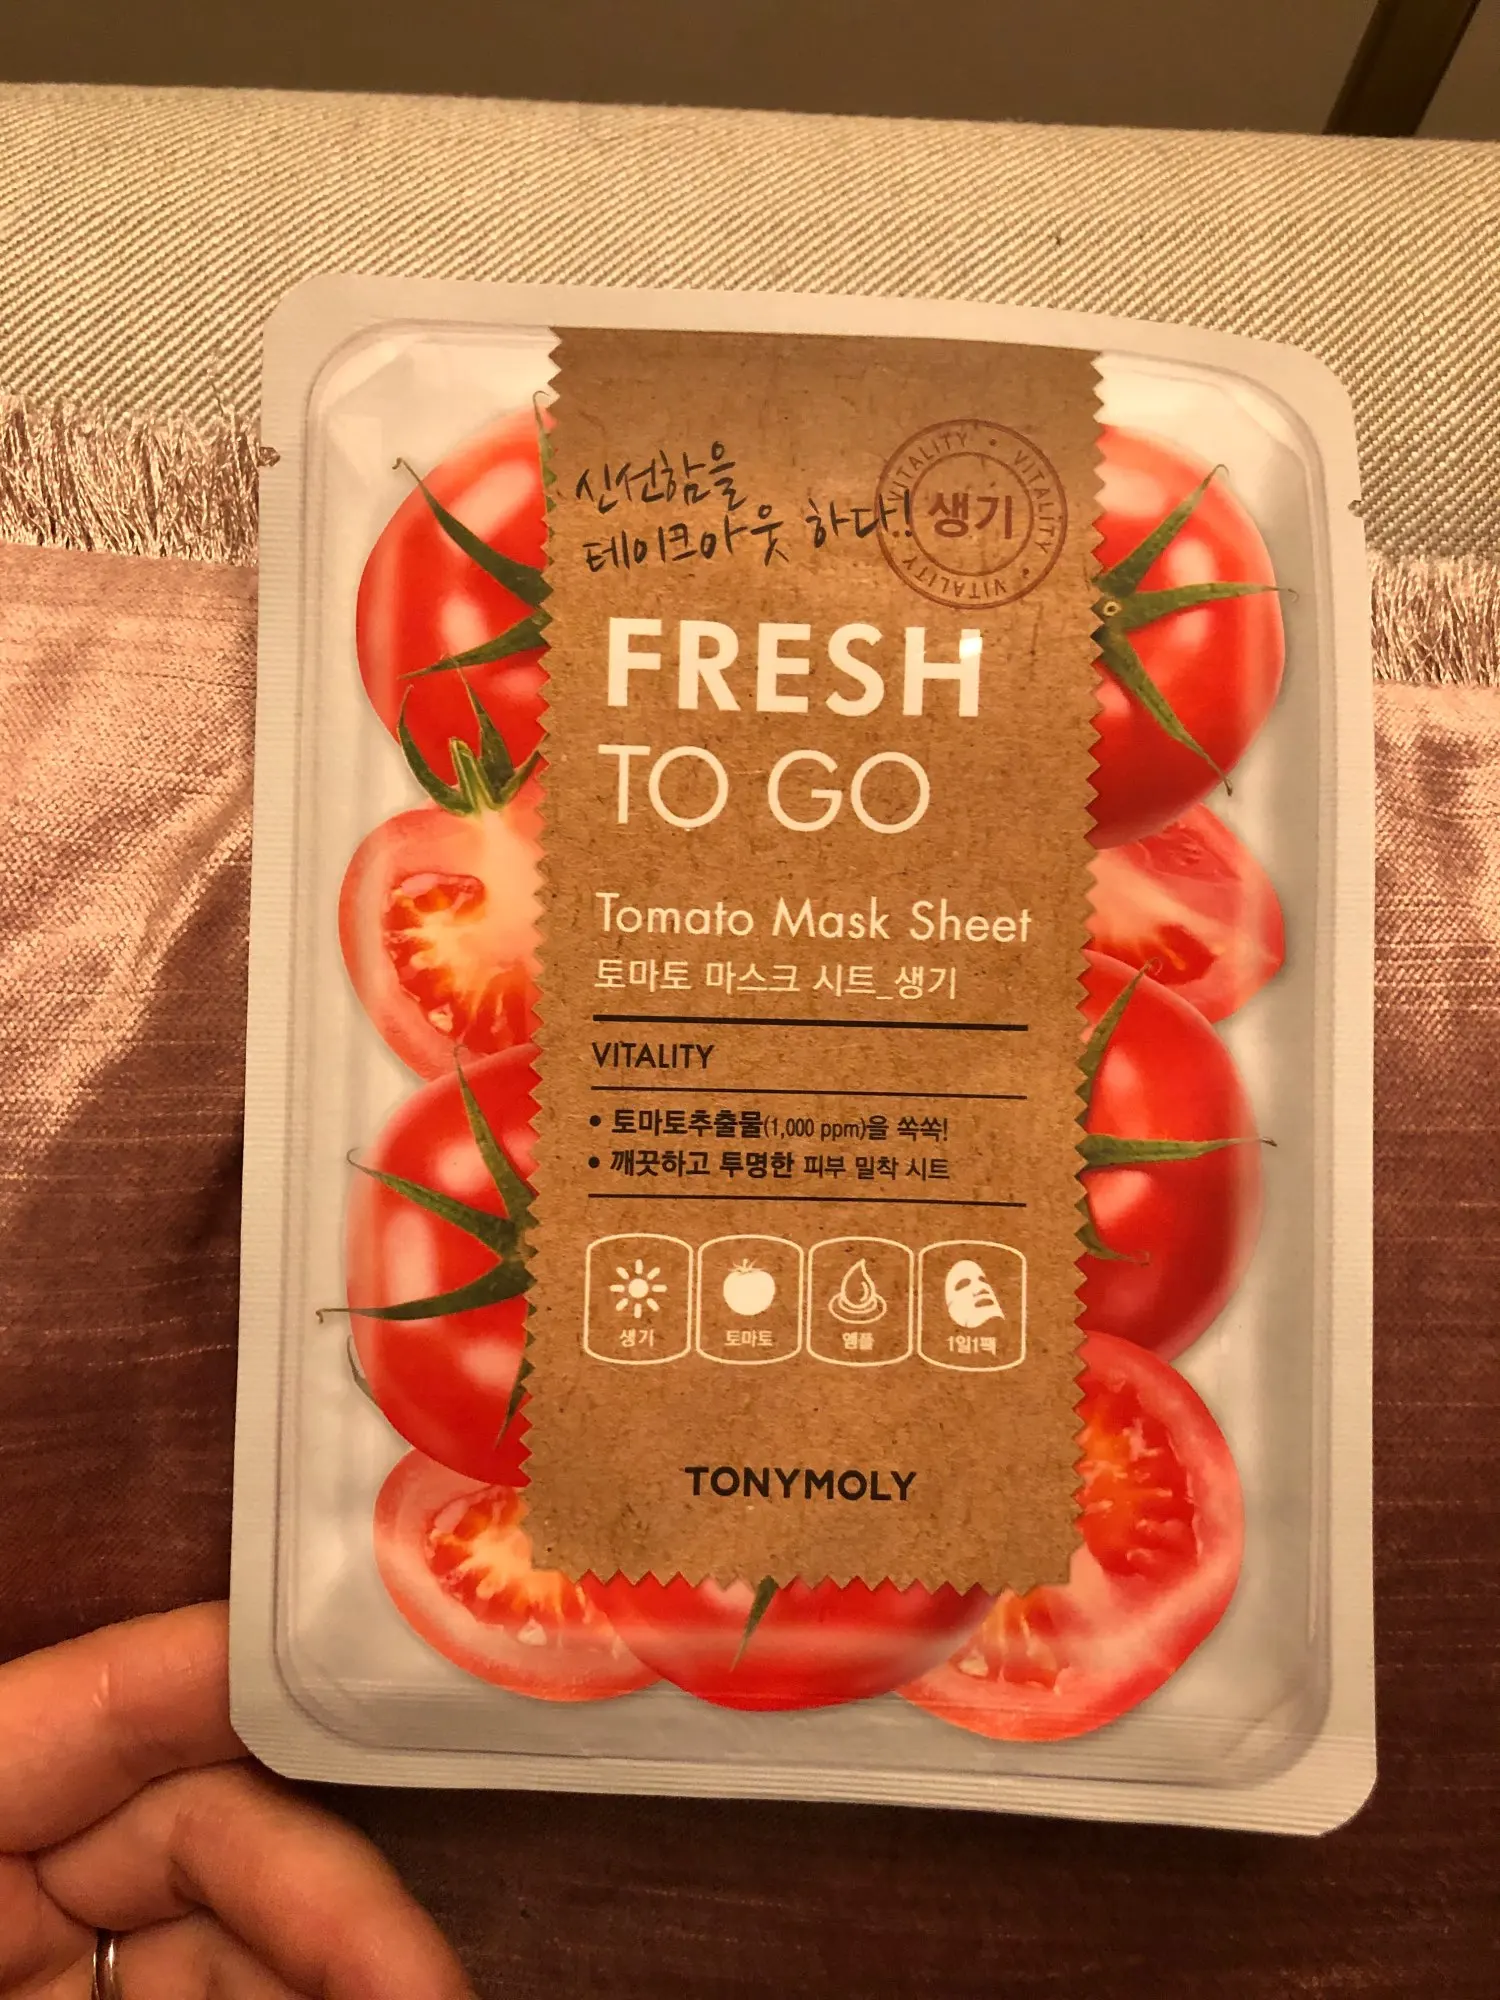 신선함을
테이크아웃 하다!
VITALITY • VITALITY • VITALITY • VITALITY
생기
FRESH
TO GO
Tomato Mask Sheet
토마토 마스크 시트_생기
VITALITY
• 토마토추출물(1,000 ppm)을 쏙쏙!
• 깨끗하고 투명한 피부 밀착 시트
생기
토마토
앰플
1일1팩
TONYMOLY